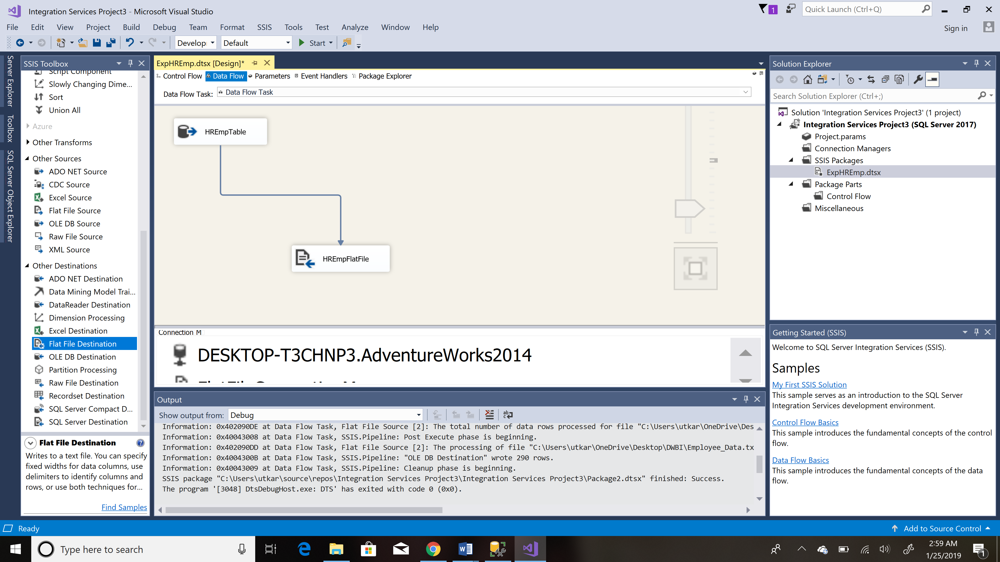 Integration Services Project3 - Microsoft Visual Studio
1
Quick Launch (Ctrl+Q)
File Edit View Project Build Debug Team Format SSIS Tools Test Analyze Window Help
Sign in
Develop Default Start
Server Explorer
Toolbox
SQL Server Object Explorer
SSIS Toolbox
Script Component
Slowly Changing Dime...
Sort
Union All
Azure
Other Transforms
Other Sources
ADO NET Source
CDC Source
Excel Source
Flat File Source
OLE DB Source
Raw File Source
XML Source
Other Destinations
ADO NET Destination
Data Mining Model Trai...
DataReader Destination
Dimension Processing
Excel Destination
Flat File Destination
OLE DB Destination
Partition Processing
Raw File Destination
Recordset Destination
SQL Server Compact D...
SQL Server Destination
Flat File Destination
Writes to a text file. You can specify
fixed widths for data columns, use
delimiters to identify columns and
rows, or use both techniques for...
Find Samples
ExpHREmp.dtsx [Design]*
Control Flow Data Flow Parameters Event Handlers Package Explorer
Data Flow Task: Data Flow Task
HREmpTable
HREmpFlatFile
Connection M
DESKTOP-T3CHNP3.AdventureWorks2014
Output
Show output from: Debug
Information: 0x402090DE at Data Flow Task, Flat File Source [2]: The total number of data rows processed for file "C:\Users\utkar\OneDrive\Des
Information: 0x40043008 at Data Flow Task, SSIS.Pipeline: Post Execute phase is beginning.
Information: 0x402090DD at Data Flow Task, Flat File Source [2]: The processing of file "C:\Users\utkar\OneDrive\Desktop\DWBI\Employee_Data.tx
Information: 0x4004300B at Data Flow Task, SSIS.Pipeline: "OLE DB Destination" wrote 290 rows.
Information: 0x40043009 at Data Flow Task, SSIS.Pipeline: Cleanup phase is beginning.
SSIS package "C:\Users\utkar\source\repos\Integration Services Project3\Integration Services Project3\Package2.dtsx" finished: Success.
The program '[3048] DtsDebugHost.exe: DTS' has exited with code 0 (0x0).
Solution Explorer
Search Solution Explorer (Ctrl+;)
Solution 'Integration Services Project3' (1 project)
Integration Services Project3 (SQL Server 2017)
Project.params
Connection Managers
SSIS Packages
ExpHREmp.dtsx
Package Parts
Control Flow
Miscellaneous
Getting Started (SSIS)
Welcome to SQL Server Integration Services (SSIS).
Samples
My First SSIS Solution
This sample serves as an introduction to the SQL Server
Integration Services development environment.
Control Flow Basics
This sample introduces the fundamental concepts of the control
flow.
Data Flow Basics
This sample introduces the fundamental concepts of the data
flow.
Ready
Add to Source Control
Type here to search
2:59 AM
1/25/2019
1